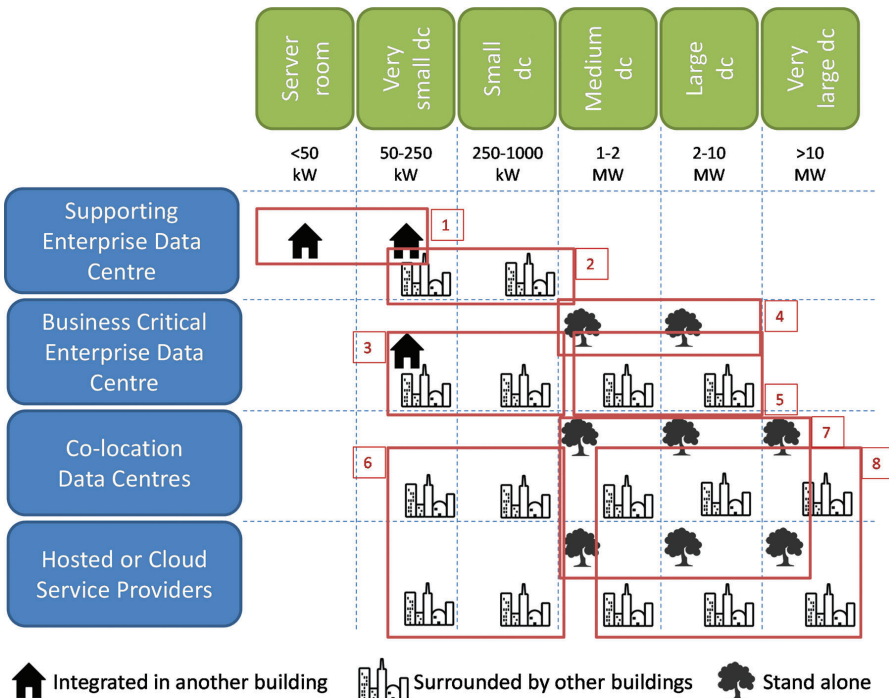 Server
room
Very
small dc
Small
dc
Medium
dc
Large
dc
Very
large dc
<50
kW
50-250
kW
250-1000
kW
1-2
MW
2-10
MW
>10
MW
Supporting
Enterprise Data
Centre
1
2
Business Critical
Enterprise Data
Centre
3
4
5
Co-location
Data Centres
6
7
8
Hosted or Cloud
Service Providers
Integrated in another building
Surrounded by other buildings
Stand alone